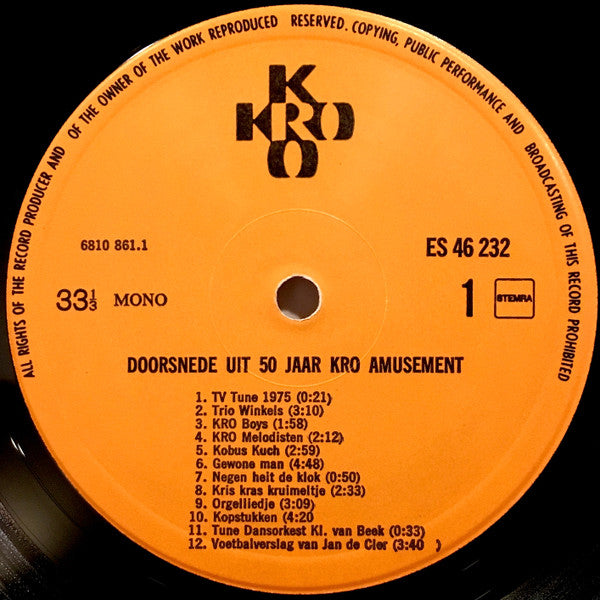 ALL RIGHTS OF THE RECORD PRODUCER AND OF THE OWNER OF THE WORK REPRODUCED RESERVED. COPYING, PUBLIC PERFORMANCE AND BROADCASTING OF THIS RECORD PROHIBITED
K
KRO
O
6810 861.1
ES 46 232
33⅓ MONO
1
STEMRA
DOORSNEDE UIT 50 JAAR KRO AMUSEMENT
1. TV Tune 1975 (0:21)
2. Trio Winkels (3:10)
3. KRO Boys (1:58)
4. KRO Melodisten (2:12)
5. Kobus Kuch (2:59)
6. Gewone man (4:48)
7. Negen heit de klok (0:50)
8. Kris kras kruimeltje (2:33)
9. Orgelliedje (3:09)
10. Kopstukken (4:20
11. Tune Dansorkest Kl. van Beek (0:33)
12. Voetbalverslag van Jan de Cler (3:40 )